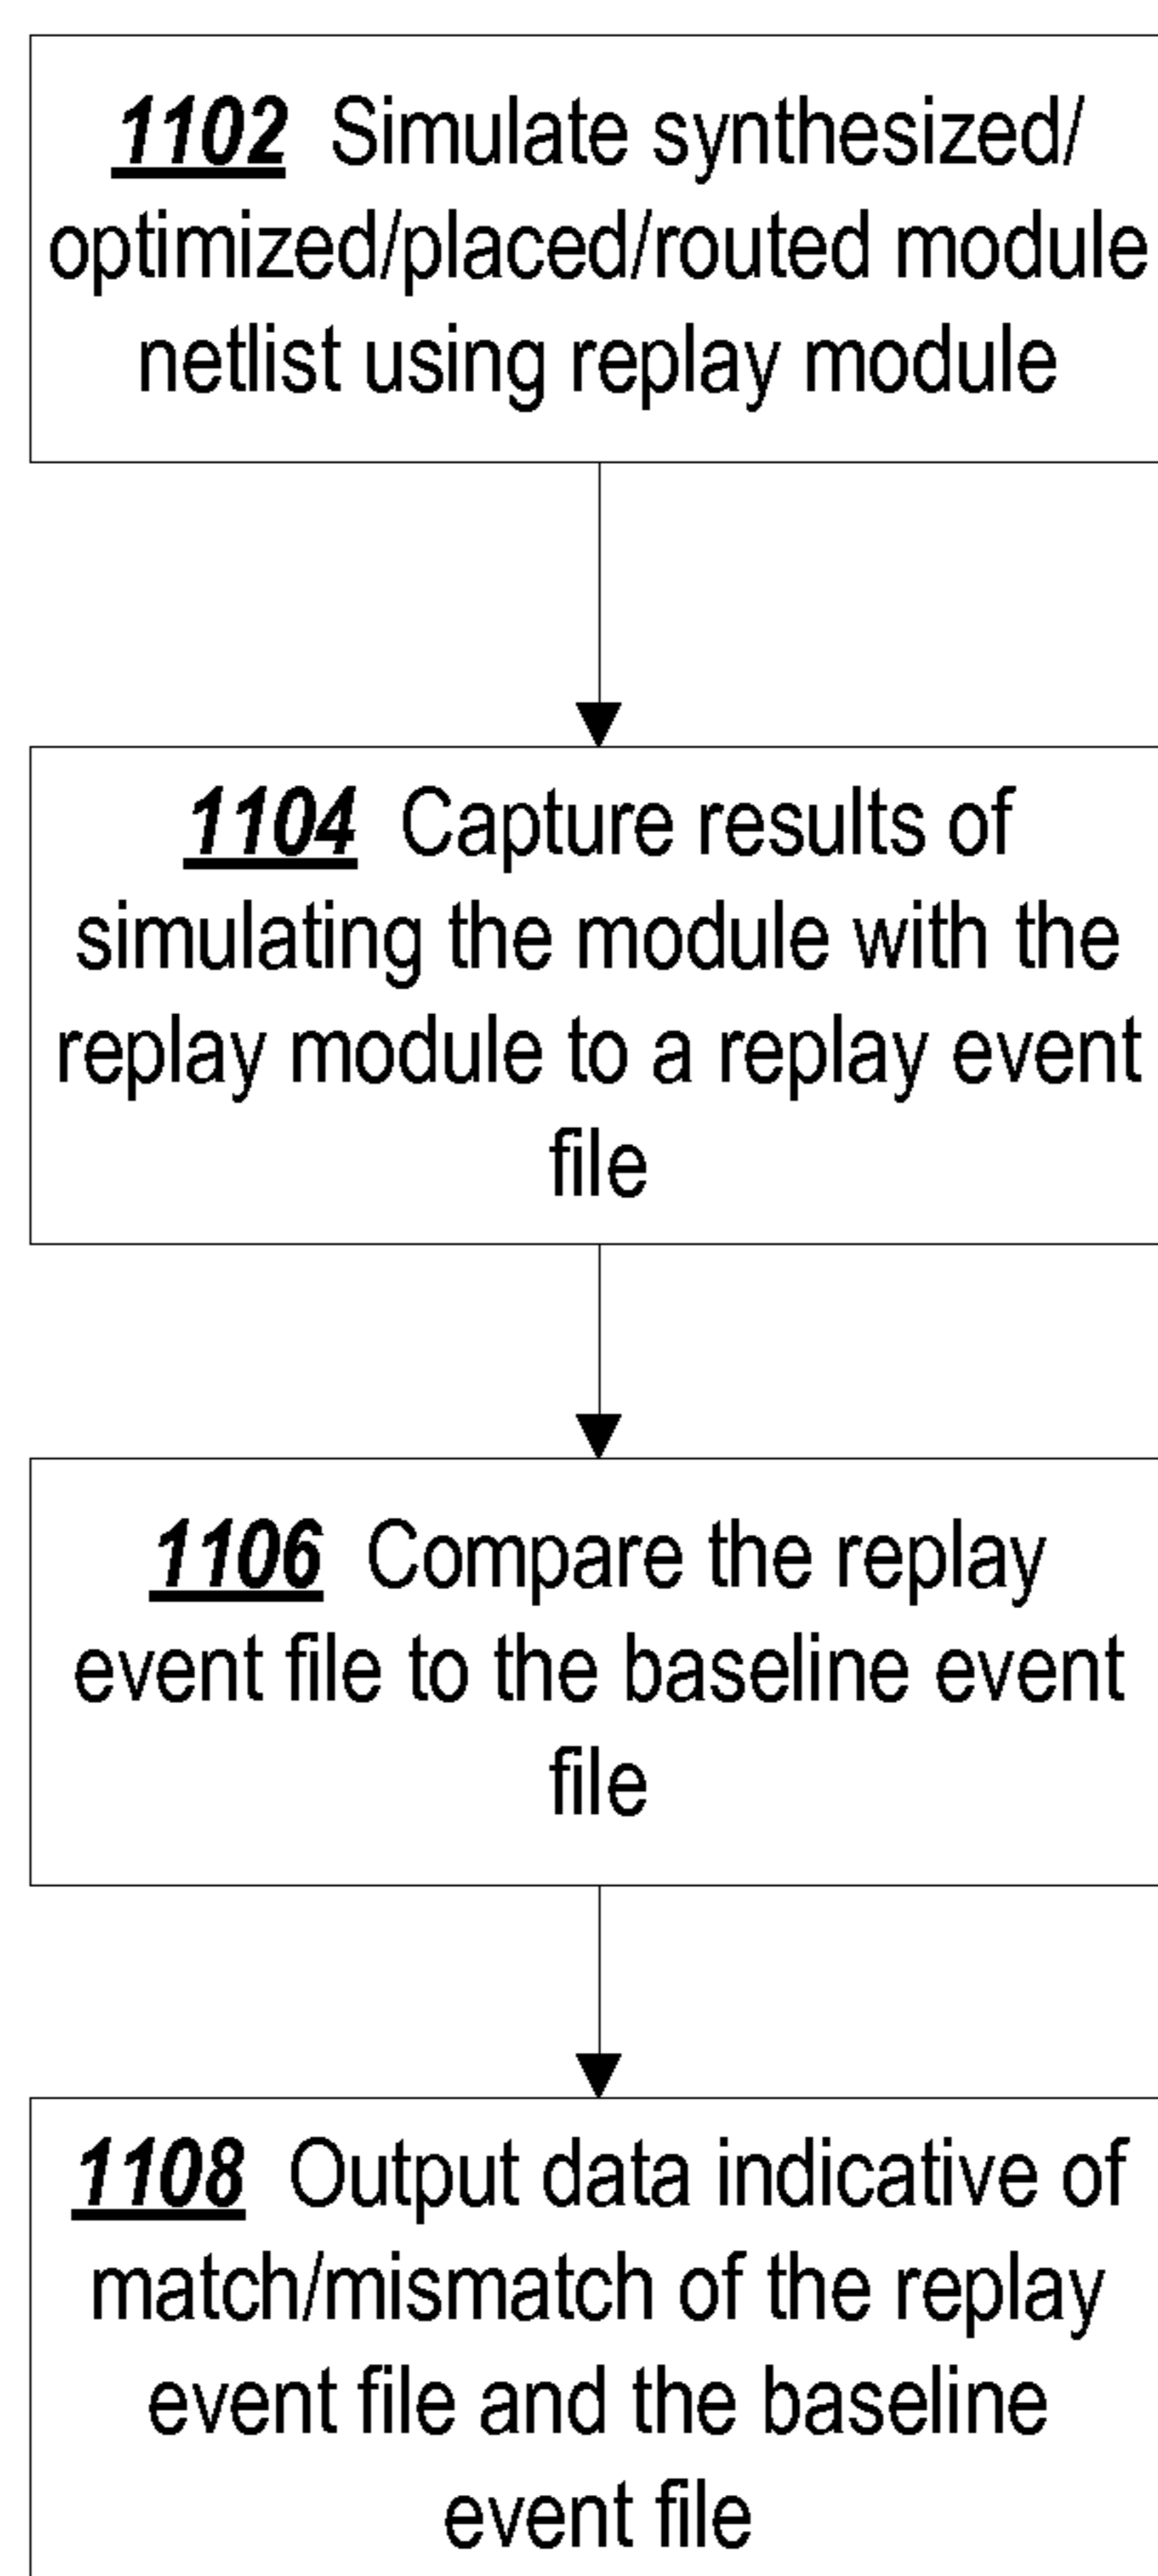 1102 Simulate synthesized/
optimized/placed/routed module
netlist using replay module
1104 Capture results of
simulating the module with the
replay module to a replay event
file
1106 Compare the replay
event file to the baseline event
file
1108 Output data indicative of
match/mismatch of the replay
event file and the baseline
event file